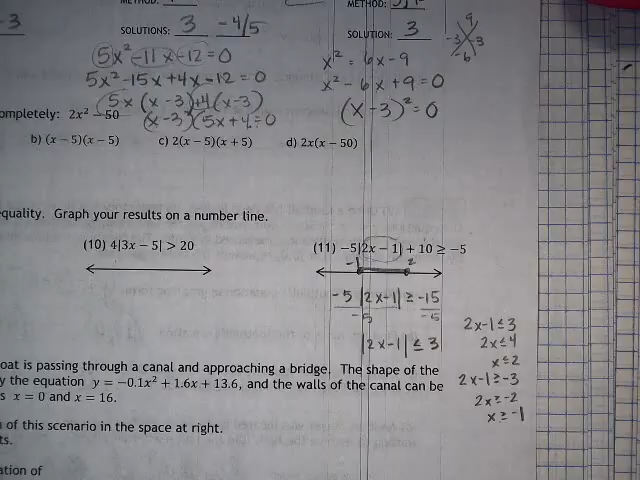 SOLUTIONS: 3 -4/5
SOLUTION: 3
3
9
-3 -3
-6
5x² -11x -12 = 0
5x² -15x +4x -12 = 0
5x (x -3) +4 (x -3)
(x -3) (5x +4) = 0
x² = 6x -9
x² -6x +9 = 0
(x -3)² = 0
ompletely: 2x² - 50
b) (x - 5)(x - 5) c) 2(x - 5)(x + 5) d) 2x(x - 50)
equality. Graph your results on a number line.
(10) 4|3x - 5| > 20
(11) -5|2x - 1| + 10 ≥ -5
-1 2
-5 |2x-1| ≥ -15
-5 -5
|2x-1| ≤ 3
2x-1 ≤ 3
2x ≤ 4
x ≤ 2
2x-1 ≥ -3
2x ≥ -2
x ≥ -1
oat is passing through a canal and approaching a bridge. The shape of the
y the equation y = -0.1x² + 1.6x + 13.6, and the walls of the canal can be
s x = 0 and x = 16.
of this scenario in the space at right.
ts.
ation of